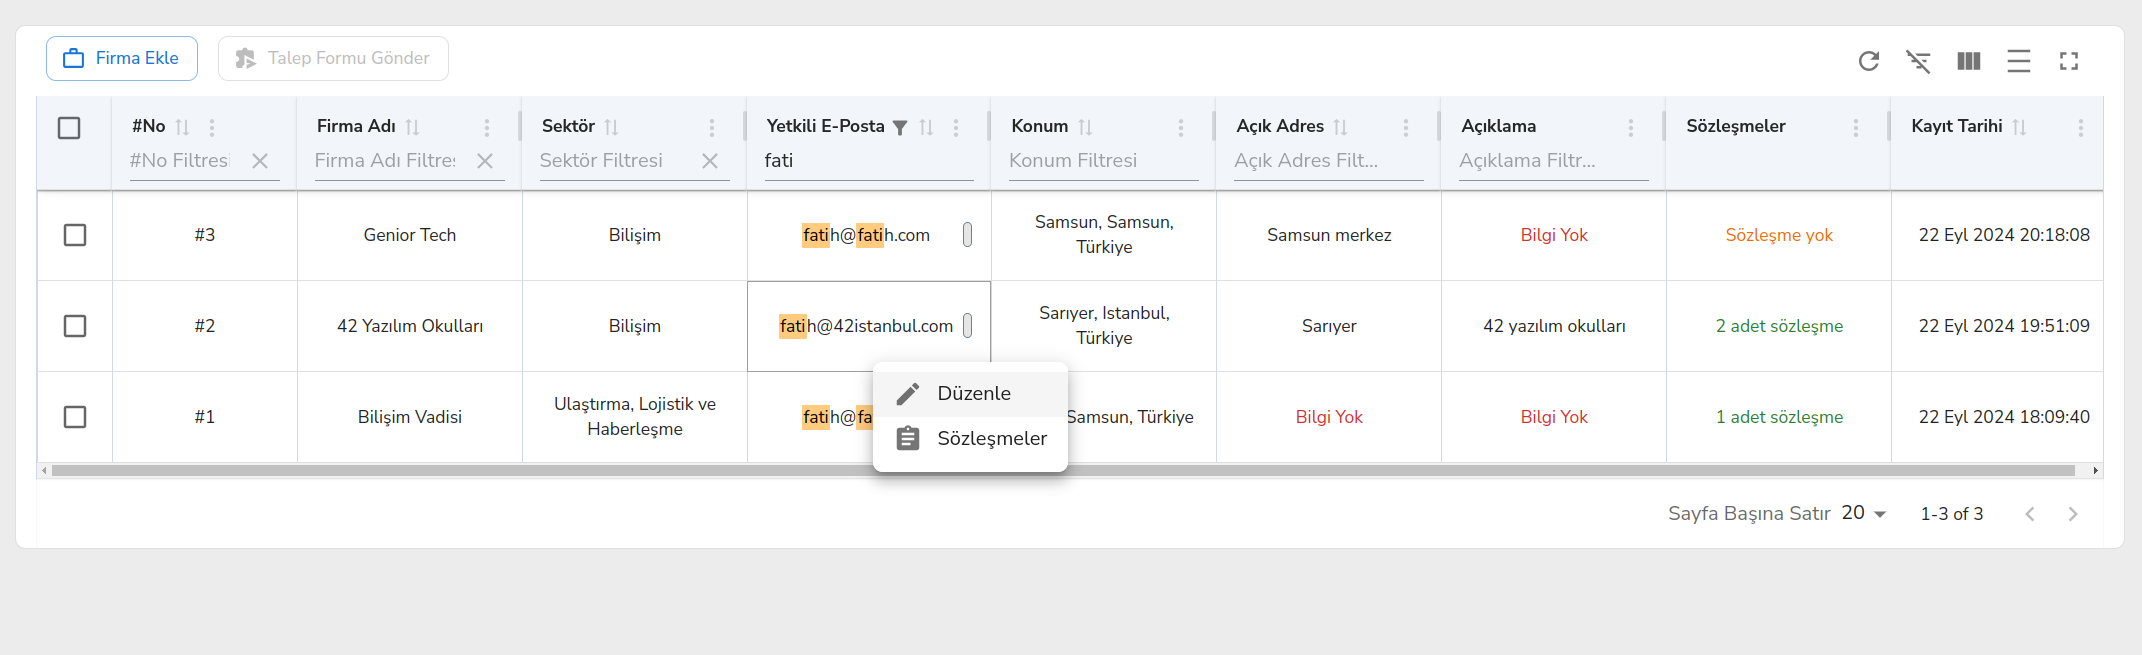 Firma Ekle
Talep Formu Gönder
#No
Firma Adı
Sektör
Yetkili E-Posta
Konum
Açık Adres
Açıklama
Sözleşmeler
Kayıt Tarihi
#No Filtresi
Firma Adı Filtres
Sektör Filtresi
fati
Konum Filtresi
Açık Adres Filt...
Açıklama Filtr...
#3
Genior Tech
Bilişim
fatih@fatih.com
Samsun, Samsun,
Türkiye
Samsun merkez
Bilgi Yok
Sözleşme yok
22 Eyl 2024 20:18:08
#2
42 Yazılım Okulları
Bilişim
fatih@42istanbul.com
Sarıyer, Istanbul,
Türkiye
Sarıyer
42 yazılım okulları
2 adet sözleşme
22 Eyl 2024 19:51:09
#1
Bilişim Vadisi
Ulaştırma, Lojistik ve
Haberleşme
fatih@fa
Samsun, Türkiye
Bilgi Yok
Bilgi Yok
1 adet sözleşme
22 Eyl 2024 18:09:40
Düzenle
Sözleşmeler
Sayfa Başına Satır
20
1-3 of 3